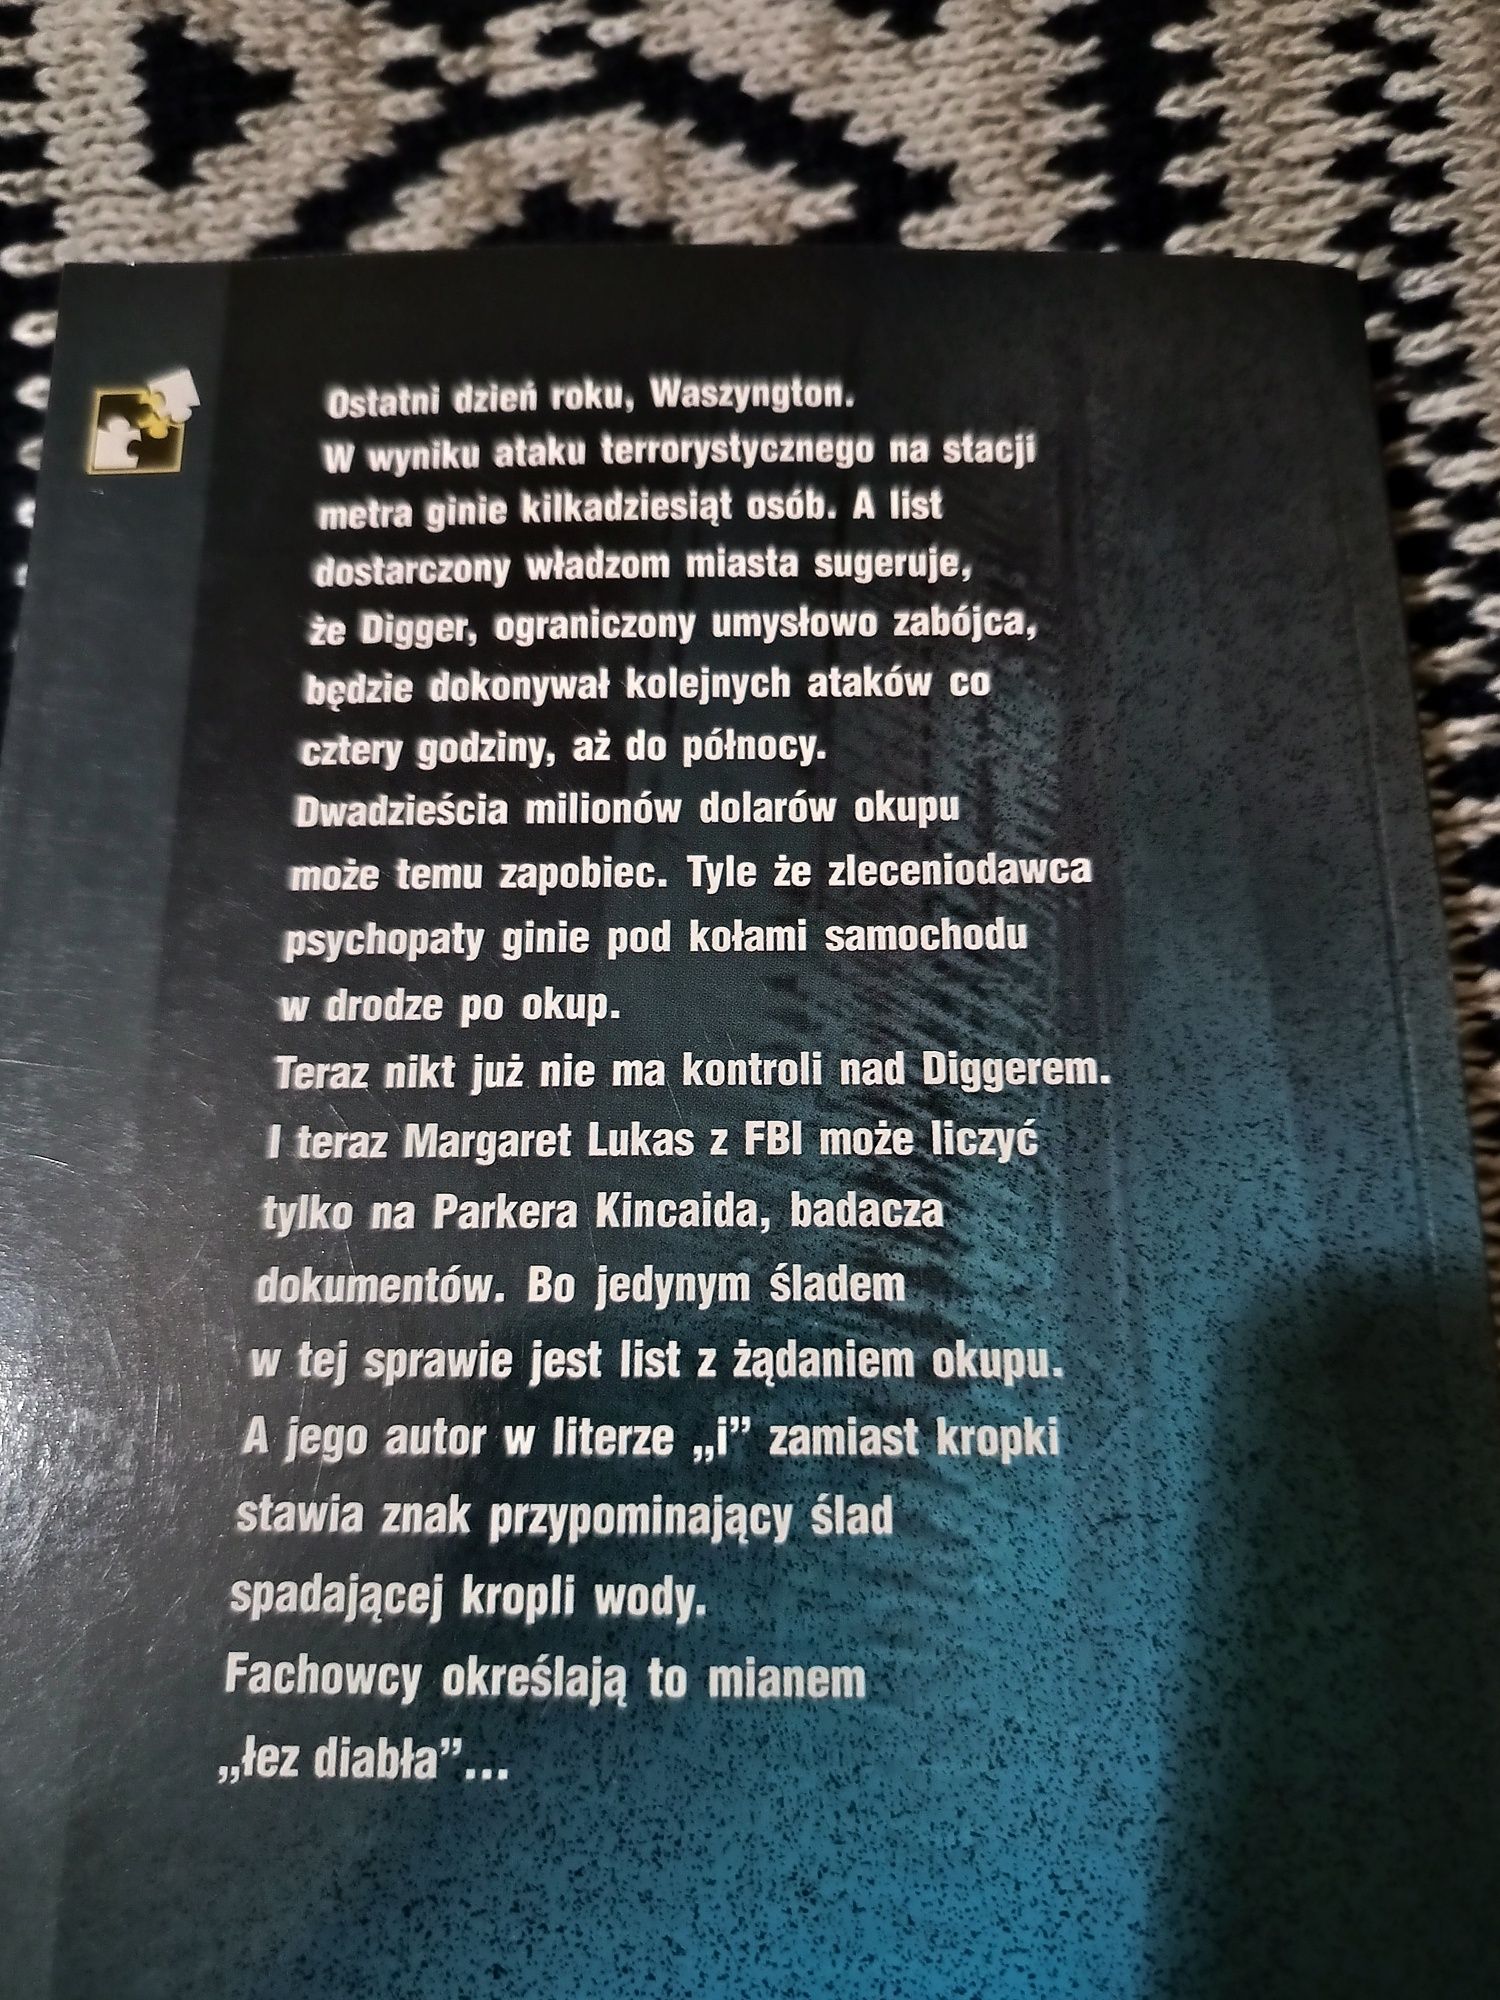 Ostatni dzień roku, Waszyngton.
W wyniku ataku terrorystycznego na stacji
metra ginie kilkadziesiąt osób. A list
dostarczony władzom miasta sugeruje,
że Digger, ograniczony umysłowo zabójca,
będzie dokonywał kolejnych ataków co
cztery godziny, aż do północy.
Dwadzieścia milionów dolarów okupu
może temu zapobiec. Tyle że zleceniodawca
psychopaty ginie pod kołami samochodu
w drodze po okup.
Teraz nikt już nie ma kontroli nad Diggerem.
I teraz Margaret Lukas z FBI może liczyć
tylko na Parkera Kincaida, badacza
dokumentów. Bo jedynym śladem
w tej sprawie jest list z żądaniem okupu.
A jego autor w literze „i” zamiast kropki
stawia znak przypominający ślad
spadającej kropli wody.
Fachowcy określają to mianem
„łez diabła”...